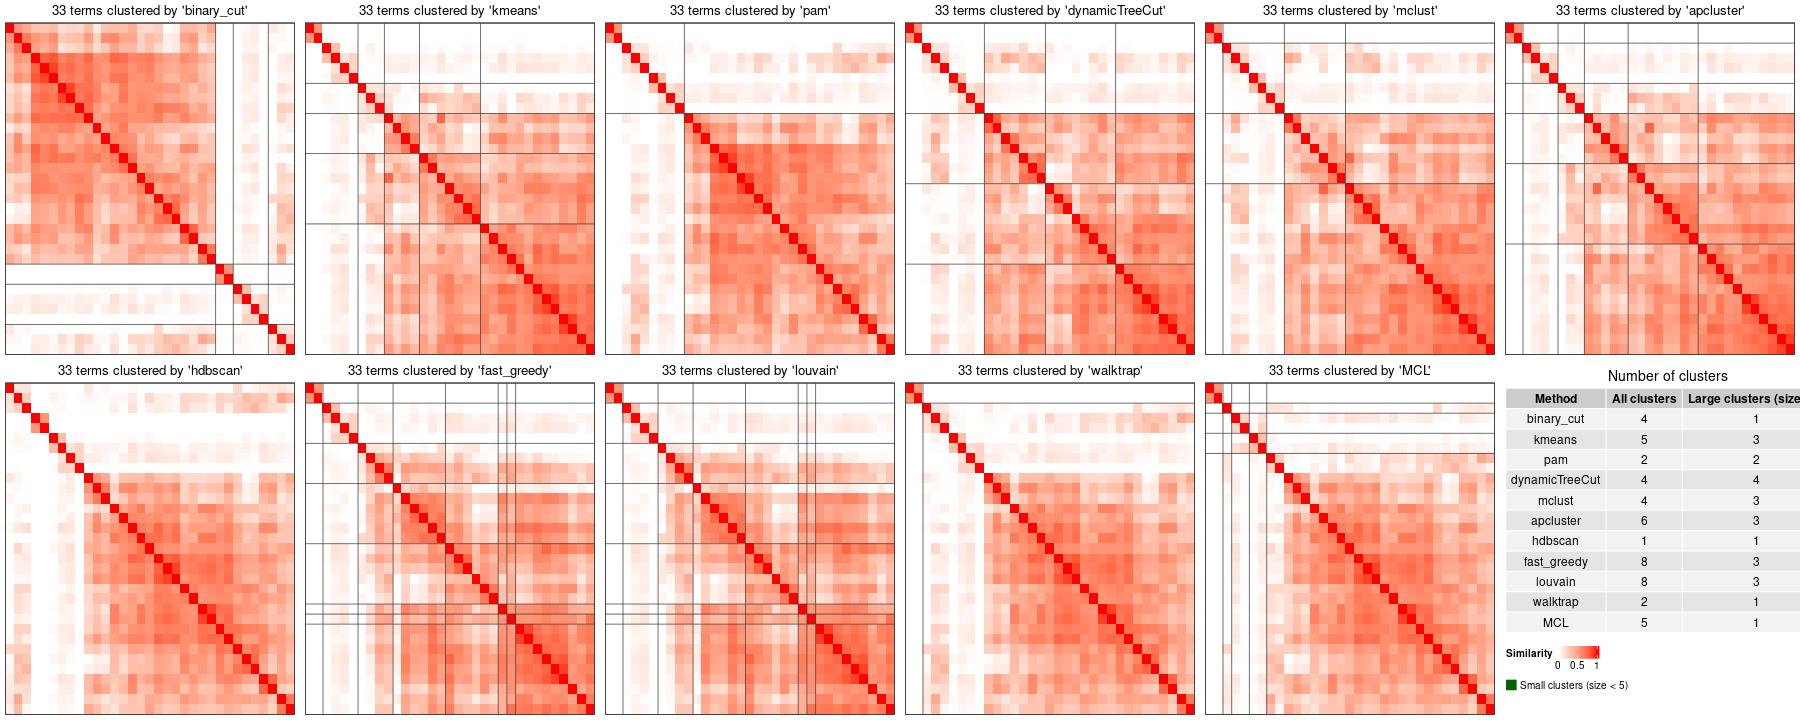 33 terms clustered by 'binary_cut'
33 terms clustered by 'kmeans'
33 terms clustered by 'pam'
33 terms clustered by 'dynamicTreeCut'
33 terms clustered by 'mclust'
33 terms clustered by 'apcluster'
33 terms clustered by 'hdbscan'
33 terms clustered by 'fast_greedy'
33 terms clustered by 'louvain'
33 terms clustered by 'walktrap'
33 terms clustered by 'MCL'
Number of clusters
Method All clusters Large clusters (size
binary_cut 4 1
kmeans 5 3
pam 2 2
dynamicTreeCut 4 4
mclust 4 3
apcluster 6 3
hdbscan 1 1
fast_greedy 8 3
louvain 8 3
walktrap 2 1
MCL 5 1
Similarity
0 0.5 1
Small clusters (size < 5)